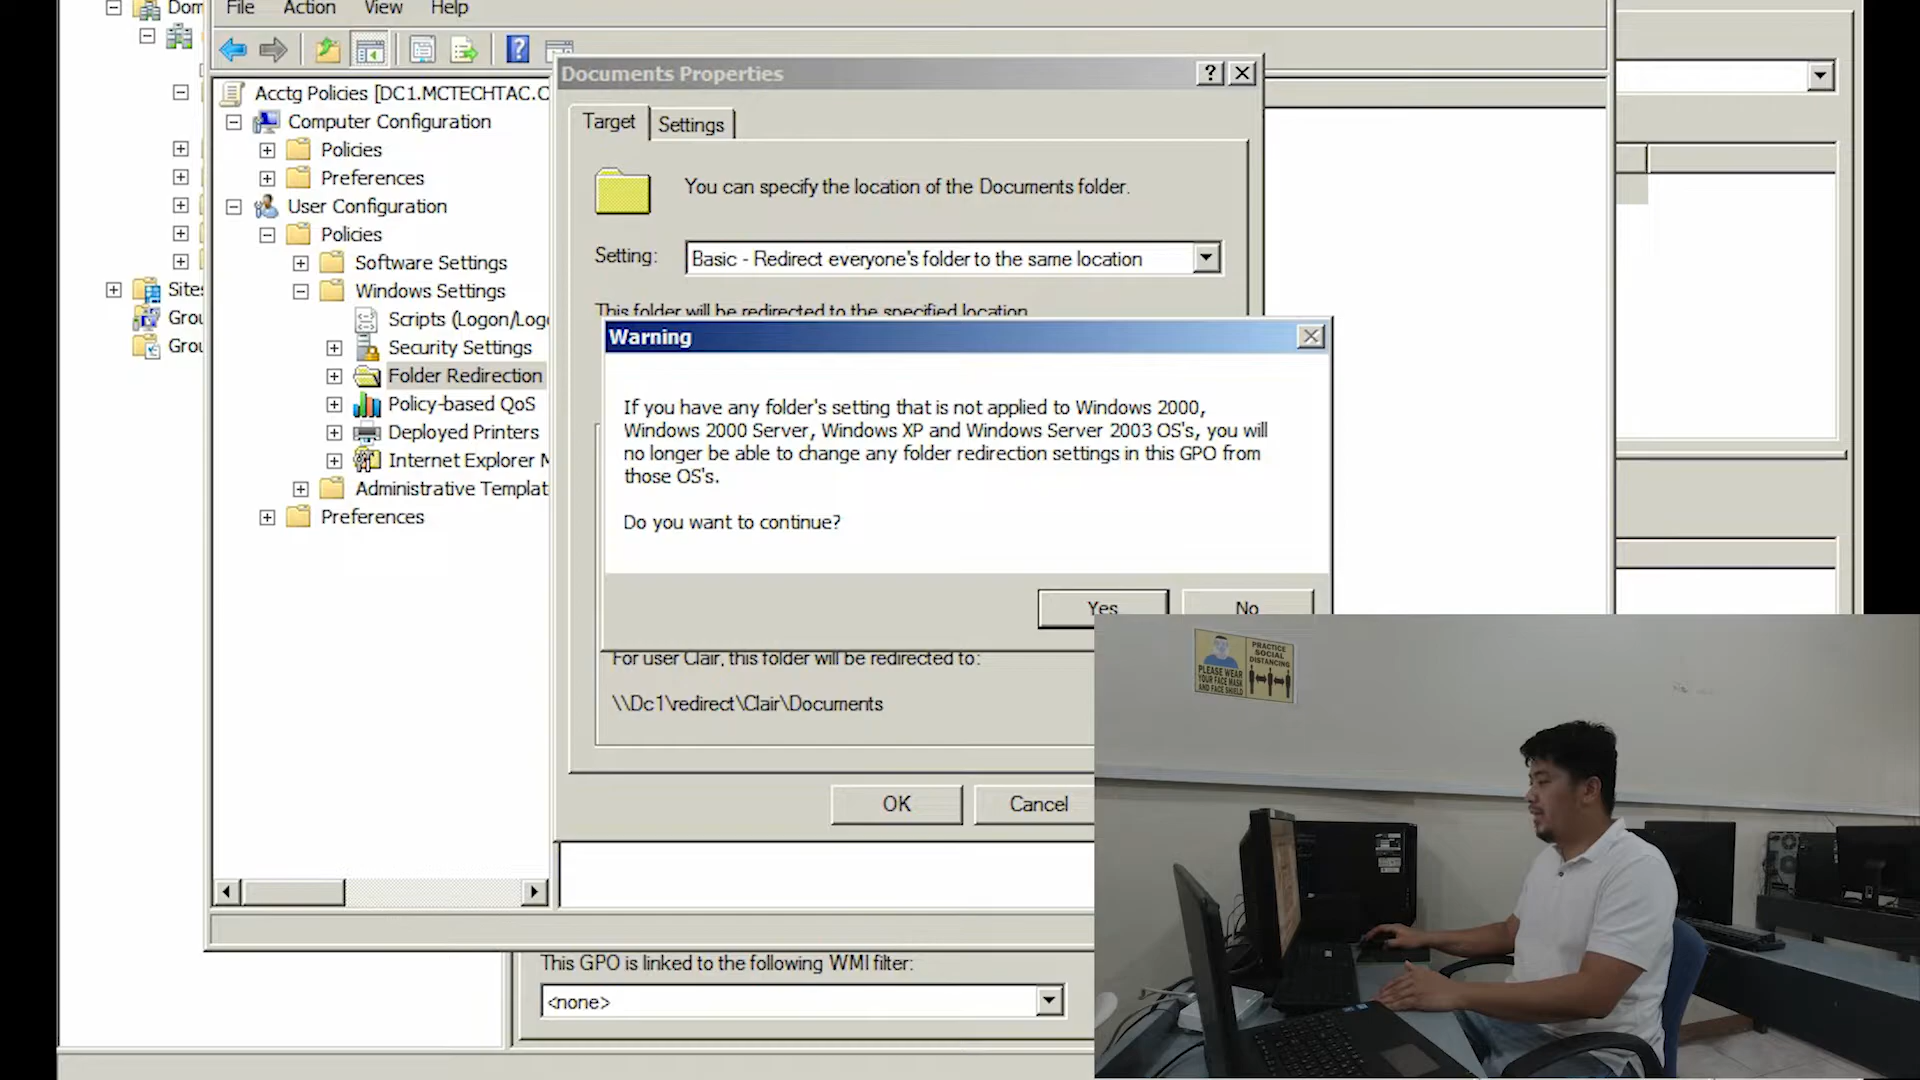 Dom
File Action View Help
Acctg Policies [DC1.MCTECHTAC.C
Computer Configuration
Policies
Preferences
User Configuration
Policies
Software Settings
Windows Settings
Scripts (Logon/Logo
Security Settings
Folder Redirection
Policy-based QoS
Deployed Printers
Internet Explorer M
Administrative Templat
Preferences
Sites
Grou
Grou
Documents Properties
Target Settings
You can specify the location of the Documents folder.
Setting: Basic - Redirect everyone's folder to the same location
This folder will be redirected to the specified location
Warning
If you have any folder's setting that is not applied to Windows 2000,
Windows 2000 Server, Windows XP and Windows Server 2003 OS's, you will
no longer be able to change any folder redirection settings in this GPO from
those OS's.
Do you want to continue?
Yes No
For user Clair, this folder will be redirected to:
\\Dc1\redirect\Clair\Documents
OK Cancel
This GPO is linked to the following WMI filter:
<none>
PLEASE WEAR
YOUR FACE MASK
AND FACE SHIELD
PRACTICE
SOCIAL
DISTANCING